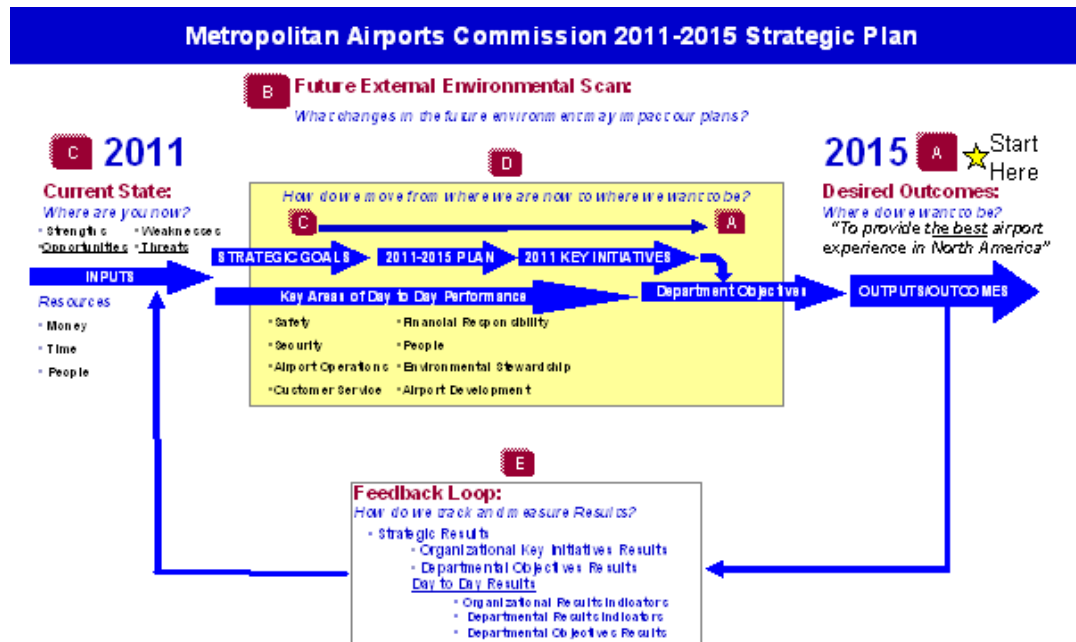 Metropolitan Airports Commission 2011-2015 Strategic Plan
B Future External Environmental Scan:
What changes in the future environment may impact our plans?
C 2011
Current State:
Where are you now?
• Strengths • Weaknesses
• Opportunities • Threats
INPUTS
Resources
• Money
• Time
• People
D
How do we move from where we are now to where we want to be?
C A
STRATEGIC GOALS 2011-2015 PLAN 2011 KEY INITIATIVES
Key Areas of Day to Day Performance Department Objectives
• Safety • Financial Responsibility
• Security • People
• Airport Operations • Environmental Stewardship
• Customer Service • Airport Development
2015 A Start
Here
Desired Outcomes:
Where do we want to be?
"To provide the best airport
experience in North America"
OUTPUTS/OUTCOMES
E
Feedback Loop:
How do we track and measure Results?
• Strategic Results
• Organizational Key Initiatives Results
• Departmental Objectives Results
Day to Day Results
• Organizational Results Indicators
• Departmental Results Indicators
• Departmental Objectives Results